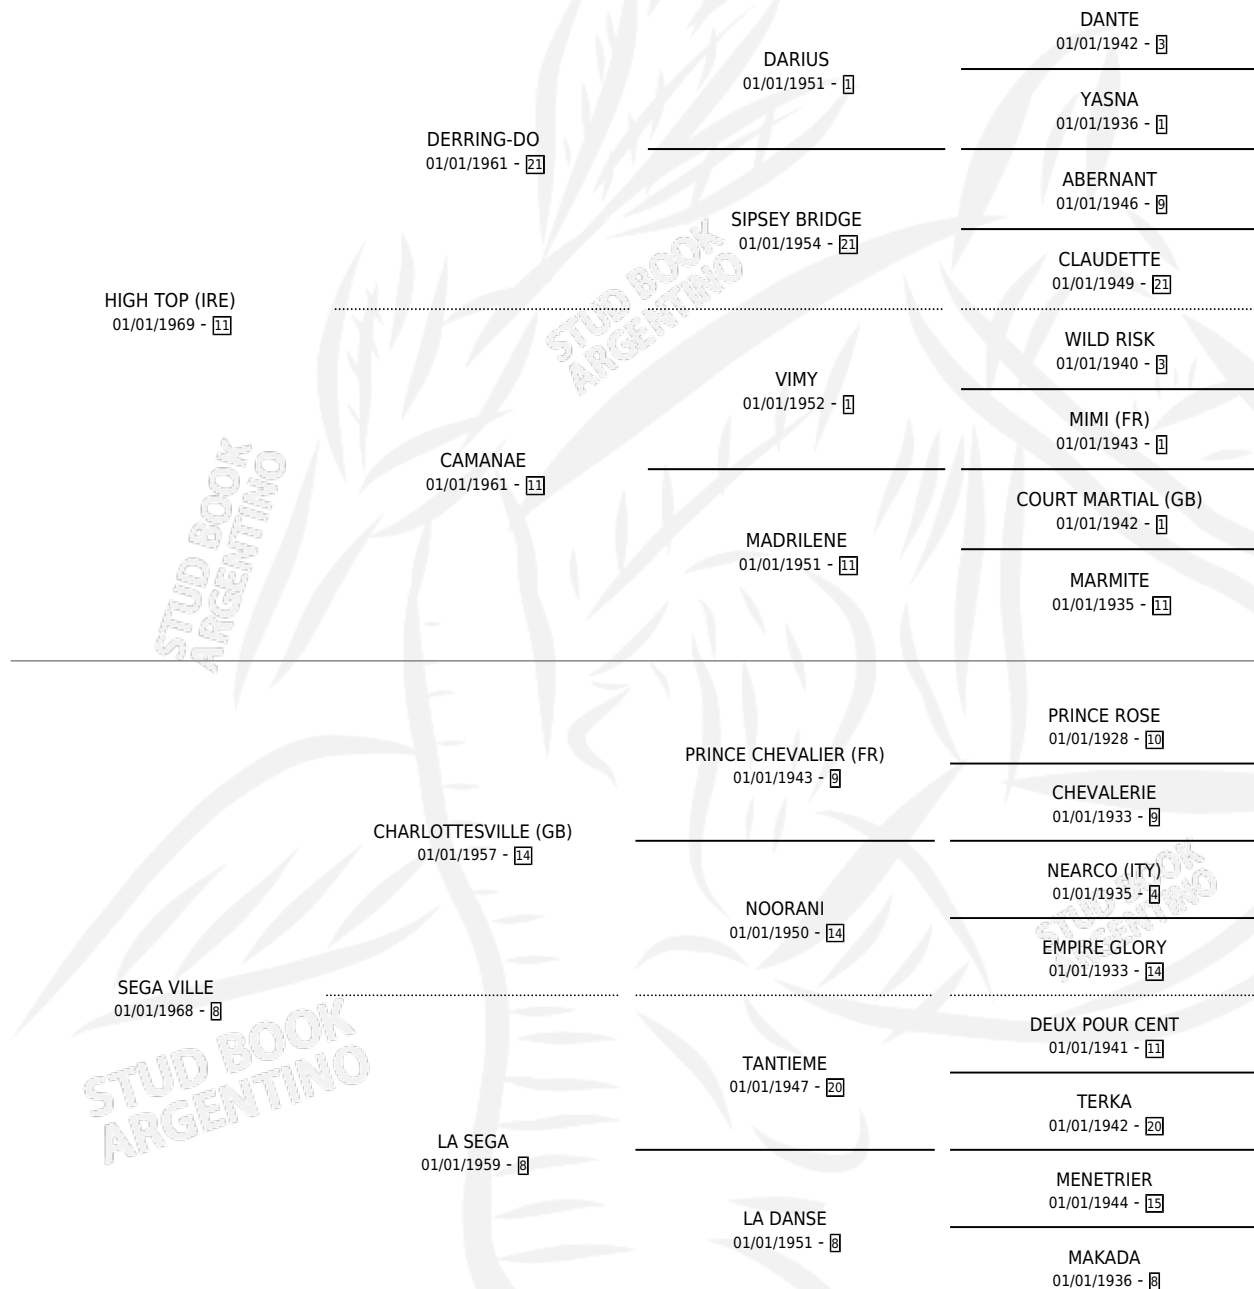 DANTE
01/01/1942 - 3
DARIUS
01/01/1951 - 1
YASNA
01/01/1936 - 1
DERRING-DO
01/01/1961 - 21
ABERNANT
01/01/1946 - 9
SIPSEY BRIDGE
01/01/1954 - 21
CLAUDETTE
01/01/1949 - 21
HIGH TOP (IRE)
01/01/1969 - 11
WILD RISK
01/01/1940 - 3
VIMY
01/01/1952 - 1
MIMI (FR)
01/01/1943 - 1
CAMANAE
01/01/1961 - 11
COURT MARTIAL (GB)
01/01/1942 - 1
MADRILENE
01/01/1951 - 11
MARMITE
01/01/1935 - 11
PRINCE ROSE
01/01/1928 - 10
PRINCE CHEVALIER (FR)
01/01/1943 - 9
CHEVALERIE
01/01/1933 - 9
CHARLOTTESVILLE (GB)
01/01/1957 - 14
NEARCO (ITY)
01/01/1935 - 4
NOORANI
01/01/1950 - 14
EMPIRE GLORY
01/01/1933 - 14
SEGA VILLE
01/01/1968 - 8
DEUX POUR CENT
01/01/1941 - 11
TANTIEME
01/01/1947 - 20
TERKA
01/01/1942 - 20
LA SEGA
01/01/1959 - 8
MENETRIER
01/01/1944 - 15
LA DANSE
01/01/1951 - 8
MAKADA
01/01/1936 - 8
STUD BOOK
ARGENTINO
STUD BOOK
ARGENTINO
STUD BOOK
ARGENTINO
STUD BOOK
ARGENTINO